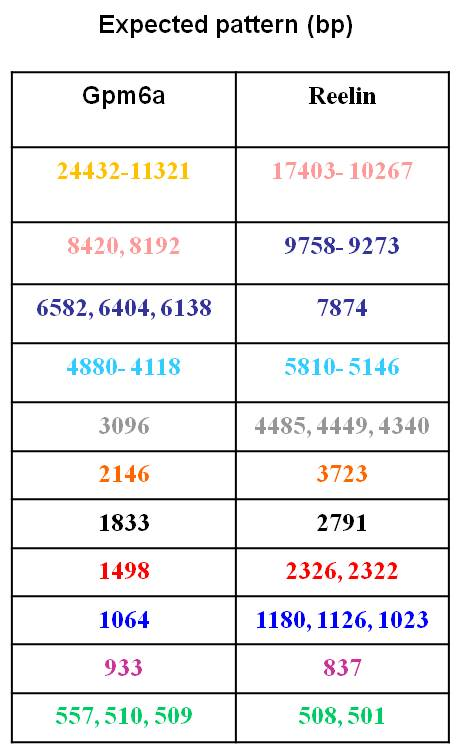 Expected pattern (bp)
Gpm6a Reelin
24432-11321 17403- 10267
8420, 8192 9758- 9273
6582, 6404, 6138 7874
4880- 4118 5810- 5146
3096 4485, 4449, 4340
2146 3723
1833 2791
1498 2326, 2322
1064 1180, 1126, 1023
933 837
557, 510, 509 508, 501